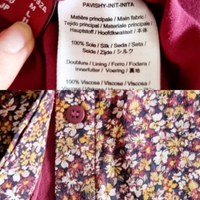 PAVISHY-INIT-INITA
Matière principale / Main fabric /
Tejido principal / Materiale principale /
Hauptstoff / Hoofdkwaliteit / 本体
100% Soie / Silk / Seda / Seta /
Seide / Zijde / シルク
Doublure / Lining / Forro / Fodera /
Innenfutter / Voering / 裏地
100% Viscose / Viscose /